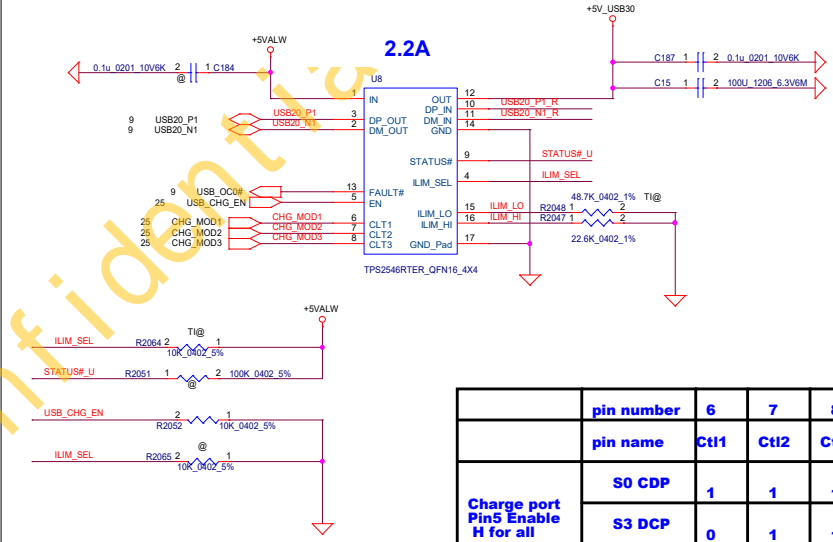 +5VALW
2.2A
+5V_USB30
0.1u_0201_10V6K 2 1 C184
@
C187 1 2 0.1u_0201_10V6K
C15 1 2 100U_1206_6.3V6M
U8
1 IN
OUT 12
9 USB20_P1 USB20_P1 3 DP_OUT
DP_IN 10 USB20_P1_R
9 USB20_N1 USB20_N1 2 DM_OUT
DM_IN 11 USB20_N1_R
GND 14
STATUS# 9 STATUS#_U
ILIM_SEL 4 ILIM_SEL
9 USB_OC0# 13 FAULT#
25 USB_CHG_EN 5 EN
48.7K_0402_1% TI@
ILIM_LO 15 ILIM_LO R2048 1 2
ILIM_HI 16 ILIM_HI R2047 1 2
22.6K_0402_1%
25 CHG_MOD1 CHG_MOD1 6 CLT1
25 CHG_MOD2 CHG_MOD2 7 CLT2
25 CHG_MOD3 CHG_MOD3 8 CLT3
GND_Pad 17
TPS2546RTER_QFN16_4X4
+5VALW
TI@
ILIM_SEL R2064 2 1
10K_0402_5%
STATUS#_U R2051 1 2 100K_0402_5%
@
USB_CHG_EN 2 1
R2052 10K_0402_5%
@
ILIM_SEL R2065 2 1
10K_0402_5%
pin number 6 7
pin name Ctl1 Ctl2
Charge port
Pin5 Enable
H for all
S0 CDP 1 1
S3 DCP 0 1
nfidentia